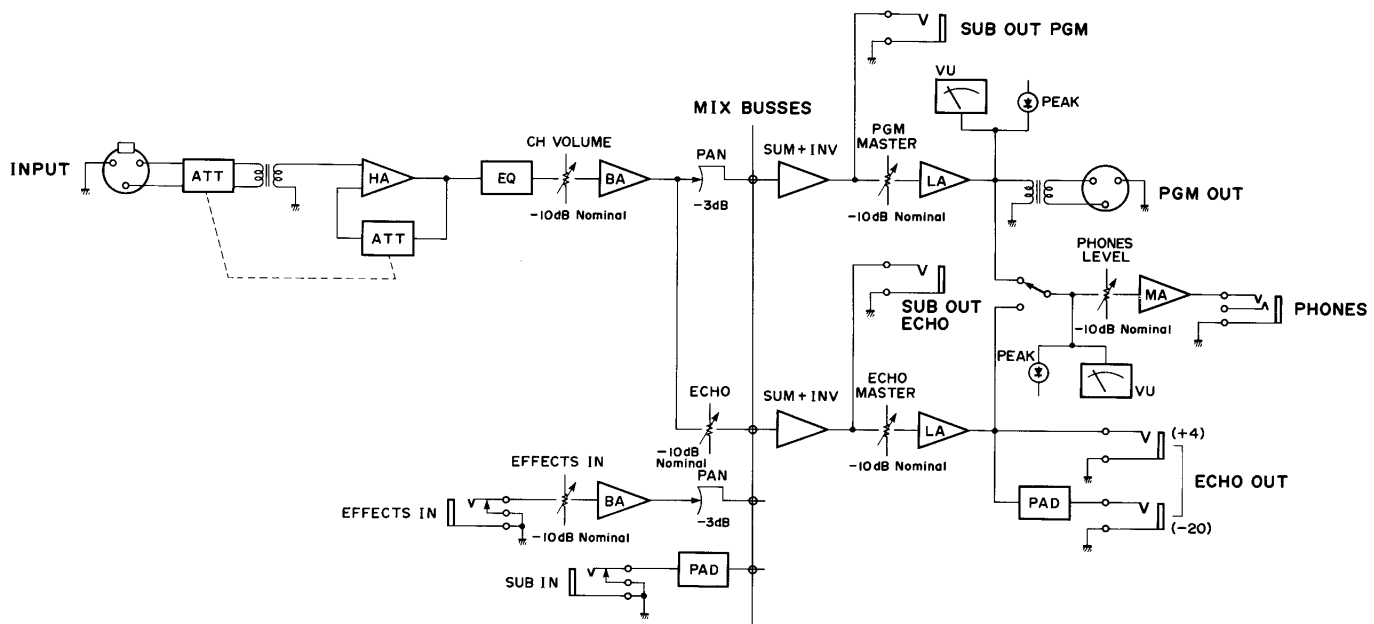 SUB OUT PGM
VU
PEAK
MIX BUSSES
CH VOLUME
PAN
SUM + INV
PGM
MASTER
INPUT
ATT
HA
EQ
BA
LA
-10dB Nominal
-3dB
-10dB Nominal
PGM OUT
ATT
PHONES
LEVEL
SUB OUT
ECHO
MA
PHONES
-10dB Nominal
PEAK
VU
ECHO
SUM + INV
ECHO
MASTER
LA
(+4)
-10dB
Nominal
-10dB Nominal
ECHO OUT
EFFECTS IN
PAN
EFFECTS IN
BA
PAD
-10dB Nominal
-3dB
(-20)
SUB IN
PAD